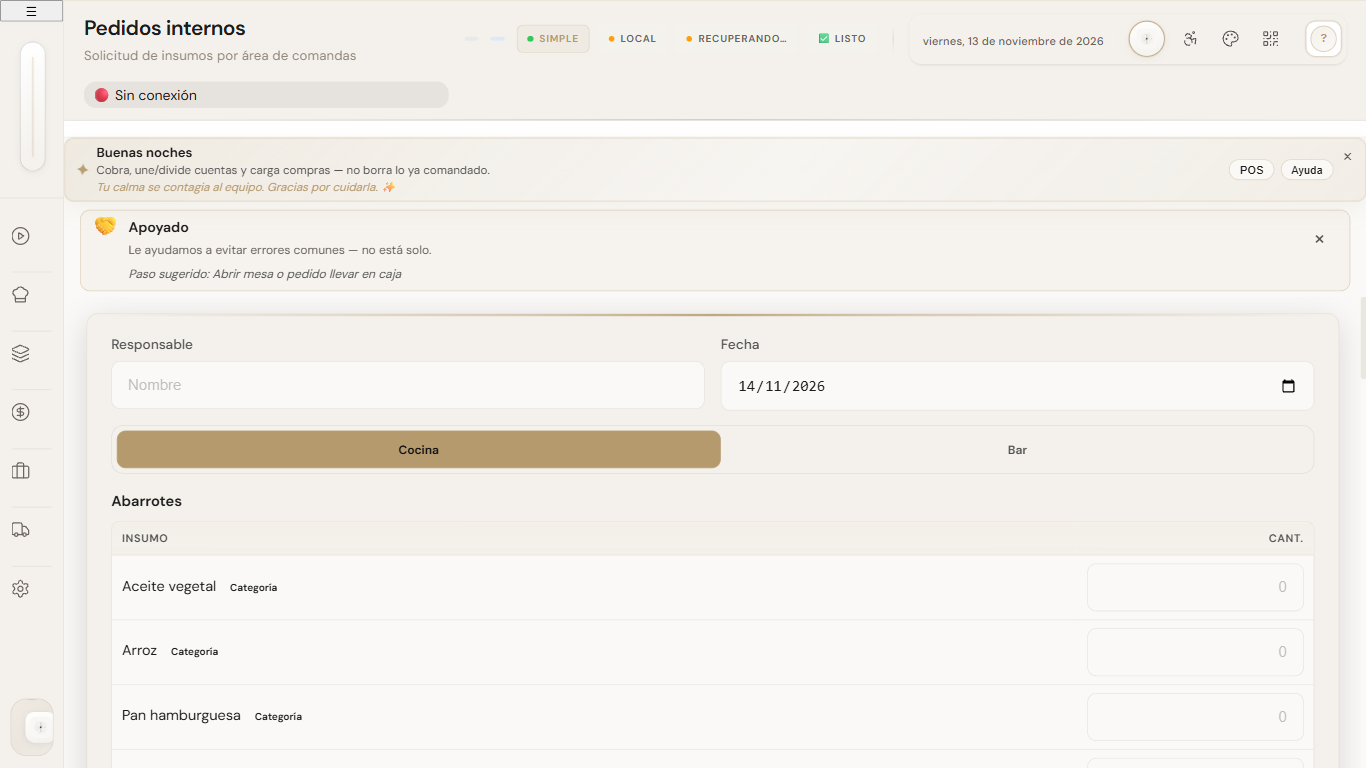 ☰
Pedidos internos
Solicitud de insumos por área de comandas
SIMPLE
LOCAL
RECUPERANDO…
LISTO
viernes, 13 de noviembre de 2026
?
Sin conexión
Buenas noches
Cobra, une/divide cuentas y carga compras — no borra lo ya comandado.
Tu calma se contagia al equipo. Gracias por cuidarla. ✨
POS
Ayuda
✕
Apoyado
Le ayudamos a evitar errores comunes — no está solo.
Paso sugerido: Abrir mesa o pedido llevar en caja
✕
Responsable
Fecha
Nombre
14/11/2026
Cocina
Bar
Abarrotes
INSUMO
CANT.
Aceite vegetal Categoría
0
Arroz Categoría
0
Pan hamburguesa Categoría
0